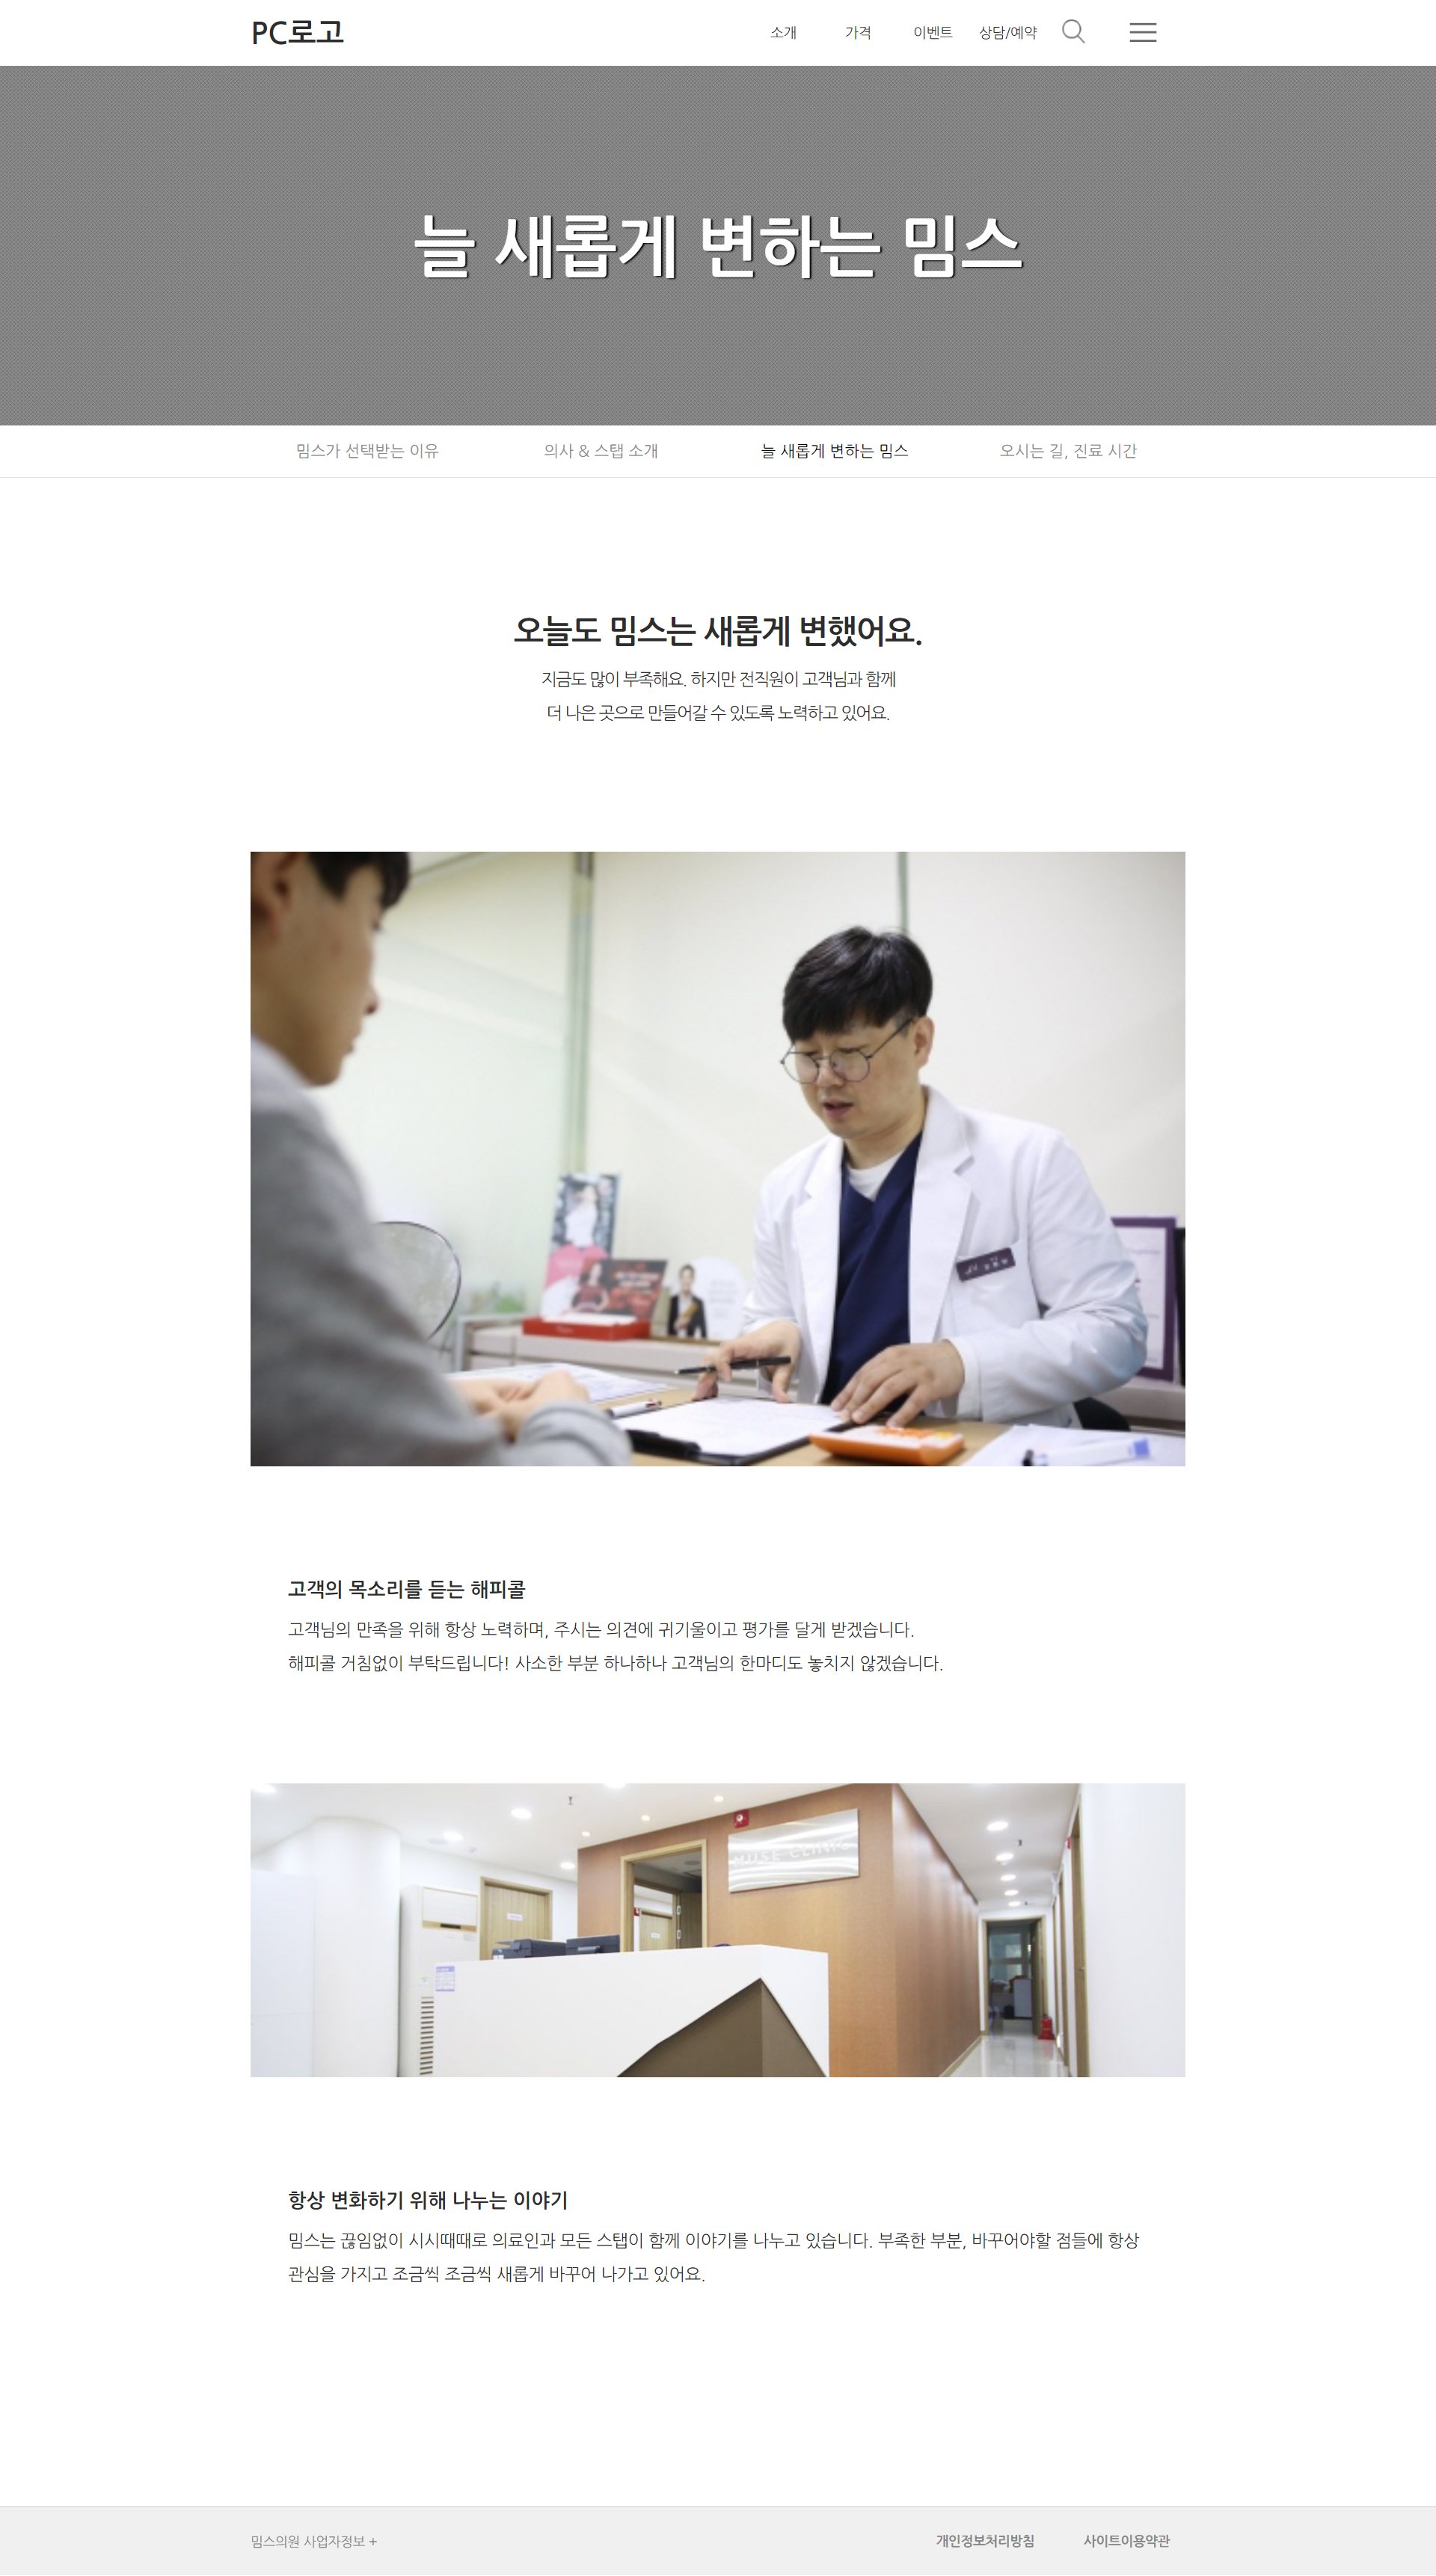 PC로고
소개 가격 이벤트 상담/예약
늘 새롭게 변하는 밈스
밈스가 선택받는 이유 의사 & 스탭 소개 늘 새롭게 변하는 밈스 오시는 길, 진료 시간
오늘도 밈스는 새롭게 변했어요.
지금도 많이 부족해요. 하지만 전직원이 고객님과 함께
더 나은 곳으로 만들어갈 수 있도록 노력하고 있어요.
고객의 목소리를 듣는 해피콜
고객님의 만족을 위해 항상 노력하며, 주시는 의견에 귀기울이고 평가를 달게 받겠습니다.
해피콜 거침없이 부탁드립니다! 사소한 부분 하나하나 고객님의 한마디도 놓치지 않겠습니다.
MUSE CLINIC
항상 변화하기 위해 나누는 이야기
밈스는 끊임없이 시시때때로 의료인과 모든 스탭이 함께 이야기를 나누고 있습니다. 부족한 부분, 바꾸어야할 점들에 항상
관심을 가지고 조금씩 조금씩 새롭게 바꾸어 나가고 있어요.
밈스의원 사업자정보 + 개인정보처리방침 사이트이용약관